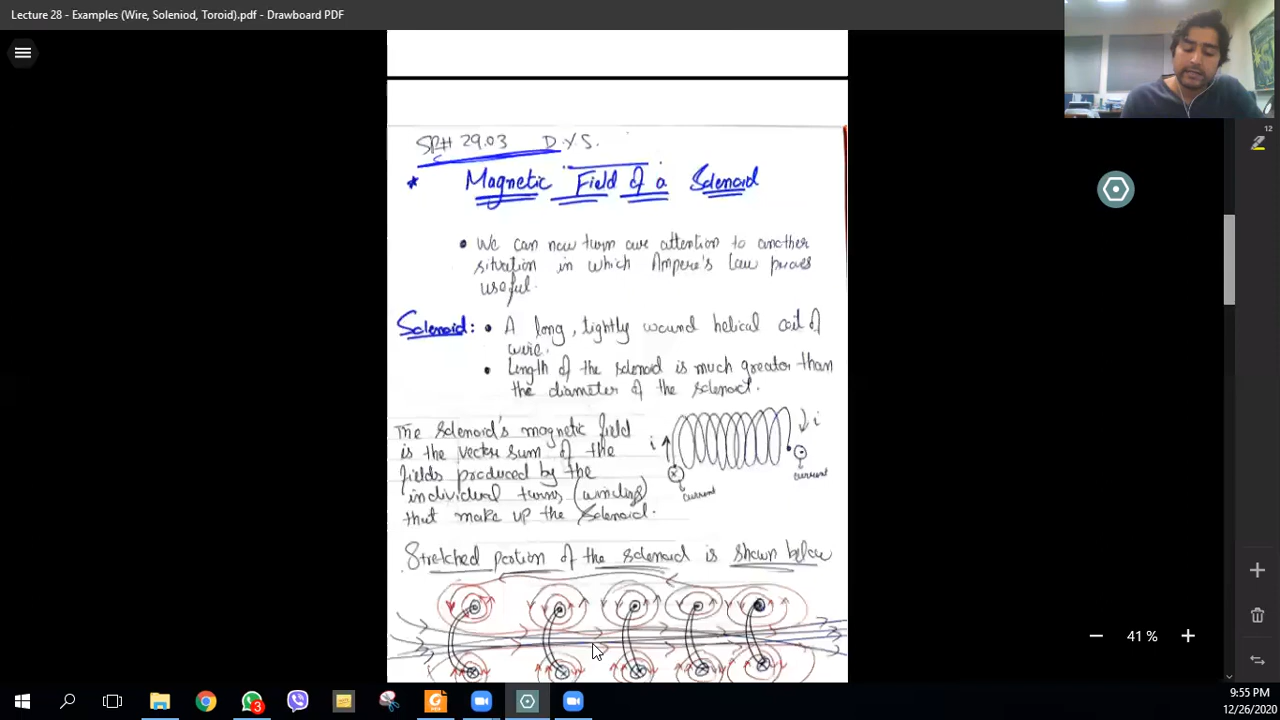 Lecture 28 - Examples (Wire, Soleniod, Toroid).pdf - Drawboard PDF
12
29.03 D.Y.S.
* Magnetic Field of a Solenoid
• We can now turn our attention to another
situation in which Ampere's Law proves
useful.
Solenoid: • A long, tightly wound helical coil of
wire.
• Length of the solenoid is much greater than
the diameter of the solenoid.
The solenoid's magnetic field
is the vector sum of the
fields produced by the
individual turns (windings)
that make up the solenoid.
i
i
current
current
Stretched portion of the solenoid is shown below
41 %
3
9:55 PM
12/26/2020